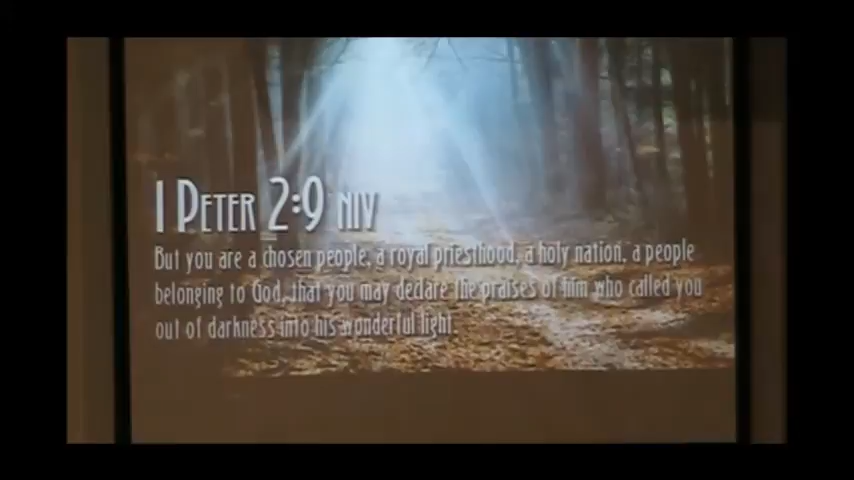 1 Peter 2:9 NIV
But you are a chosen people, a royal priesthood, a holy nation, a people
belonging to God, that you may declare the praises of him who called you
out of darkness into his wonderful light.